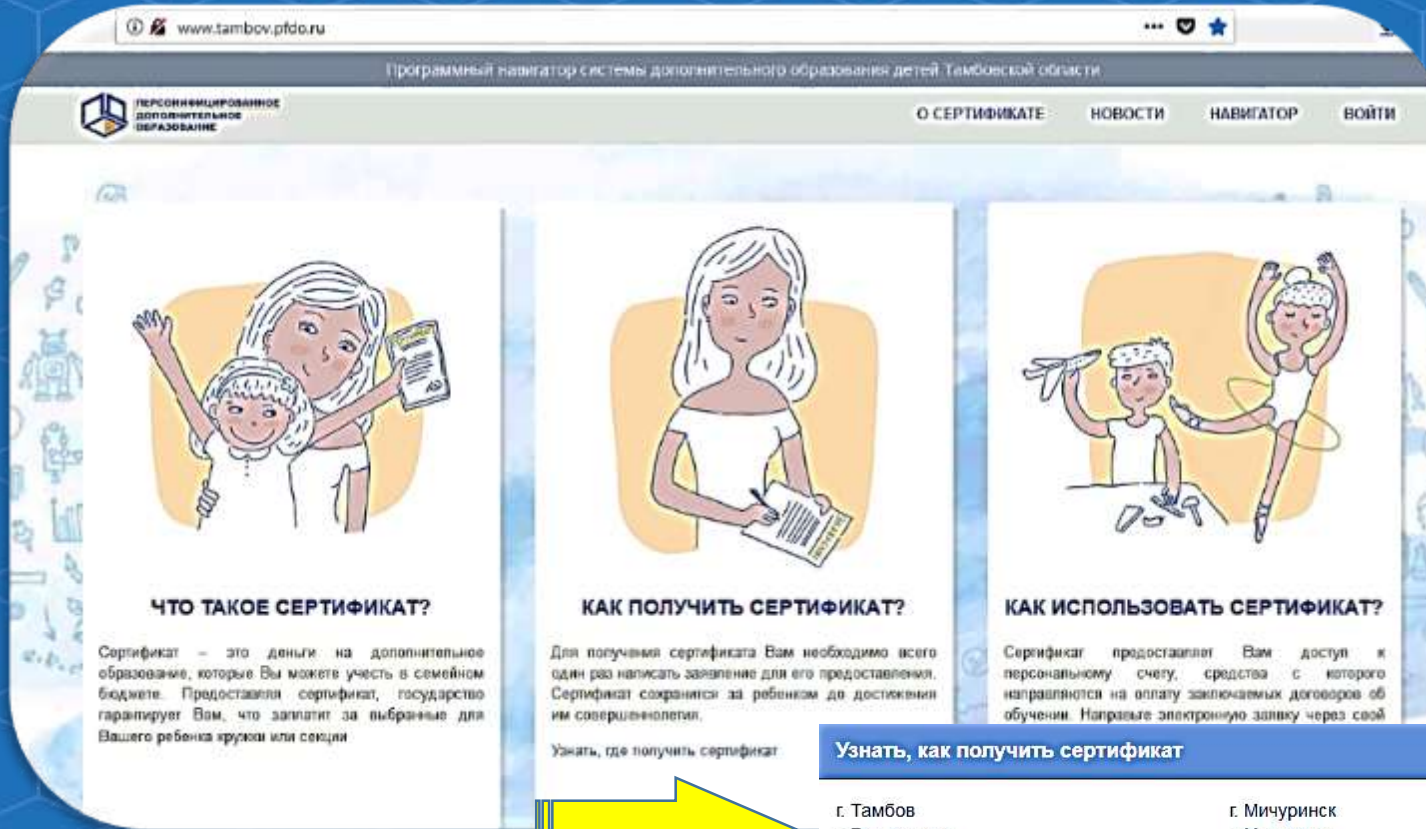 www.tambov.pfdo.ru
Программный навигатор системы дополнительного образования детей Тамбовской области
ПЕРСОНИФИЦИРОВАННОЕ
ДОПОЛНИТЕЛЬНОЕ
ОБРАЗОВАНИЕ
О СЕРТИФИКАТЕ НОВОСТИ НАВИГАТОР ВОЙТИ
ЧТО ТАКОЕ СЕРТИФИКАТ?
Сертификат – это деньги на дополнительное
образование, которые Вы можете учесть в семейном
бюджете. Предоставляя сертификат, государство
гарантирует Вам, что заплатит за выбранные для
Вашего ребенка кружки или секции
КАК ПОЛУЧИТЬ СЕРТИФИКАТ?
Для получения сертификата Вам необходимо всего
один раз написать заявление для его предоставления.
Сертификат сохранится за ребенком до достижения
им совершеннолетия.
Узнать, где получить сертификат
КАК ИСПОЛЬЗОВАТЬ СЕРТИФИКАТ?
Сертификат предоставляет Вам доступ к
персональному счету, средства с которого
направляются на оплату заключаемых договоров об
обучении. Направьте электронную заявку через свой
Узнать, как получить сертификат
г. Тамбов г. Мичуринск